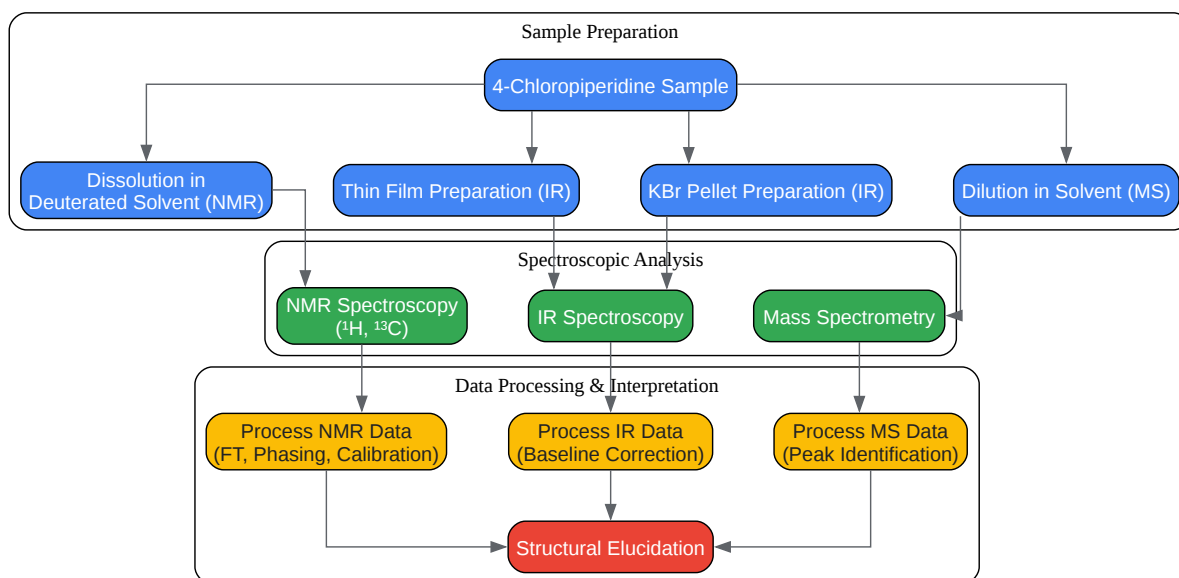 Sample Preparation
4-Chloropiperidine Sample
Dissolution in
Deuterated Solvent (NMR)
Thin Film Preparation (IR)
KBr Pellet Preparation (IR)
Dilution in Solvent (MS)
Spectroscopic Analysis
NMR Spectroscopy
(¹H, ¹³C)
IR Spectroscopy
Mass Spectrometry
Data Processing & Interpretation
Process NMR Data
(FT, Phasing, Calibration)
Process IR Data
(Baseline Correction)
Process MS Data
(Peak Identification)
Structural Elucidation